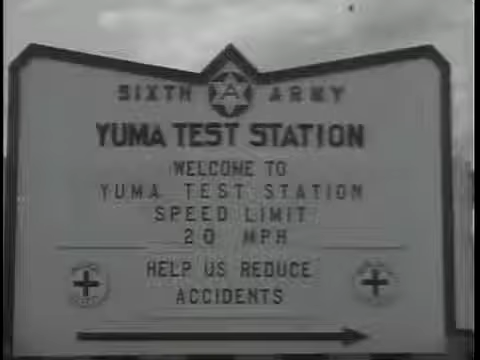 SIXTH A ARMY
YUMA TEST STATION
WELCOME TO
YUMA TEST STATION
SPEED LIMIT
20 MPH
HELP US REDUCE
ACCIDENTS